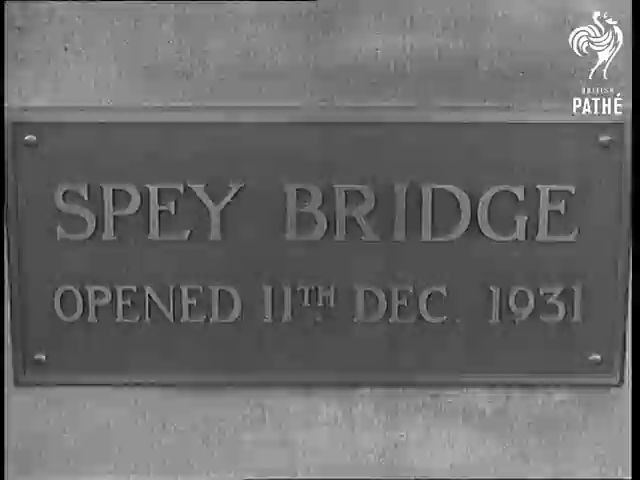 BRITISH
PATHÉ
SPEY BRIDGE
OPENED 11TH DEC. 1931